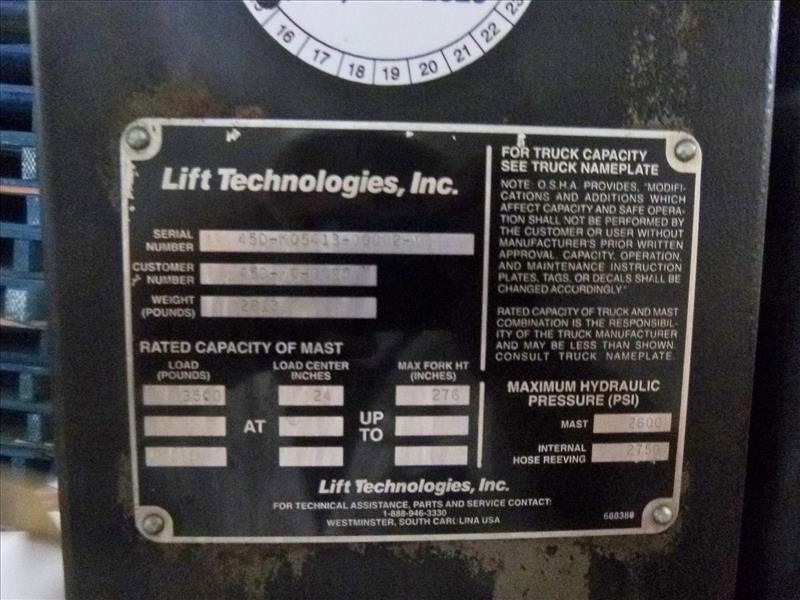 16 17 18 19 20 21 22 23
Lift Technologies, Inc.
SERIAL
NUMBER
CUSTOMER
NUMBER
WEIGHT
(POUNDS)
2813
RATED CAPACITY OF MAST
LOAD
(POUNDS)
LOAD CENTER
INCHES
MAX FORK HT
(INCHES)
3500
24
276
AT
UP
TO
FOR TRUCK CAPACITY
SEE TRUCK NAMEPLATE
NOTE: O.S.H.A. PROVIDES, "MODIFI-
CATIONS AND ADDITIONS WHICH
AFFECT CAPACITY AND SAFE OPERA-
TION SHALL NOT BE PERFORMED BY
THE CUSTOMER OR USER WITHOUT
MANUFACTURER'S PRIOR WRITTEN
APPROVAL. CAPACITY, OPERATION,
AND MAINTENANCE INSTRUCTION
PLATES, TAGS, OR DECALS SHALL BE
CHANGED ACCORDINGLY."
RATED CAPACITY OF TRUCK AND MAST
COMBINATION IS THE RESPONSIBIL-
ITY OF THE TRUCK MANUFACTURER
AND MAY BE LESS THAN SHOWN.
CONSULT TRUCK NAMEPLATE.
MAXIMUM HYDRAULIC
PRESSURE (PSI)
MAST
2600
INTERNAL
HOSE REEVING
2750
Lift Technologies, Inc.
FOR TECHNICAL ASSISTANCE, PARTS AND SERVICE CONTACT:
1-888-946-3330
WESTMINSTER, SOUTH CAROLINA USA